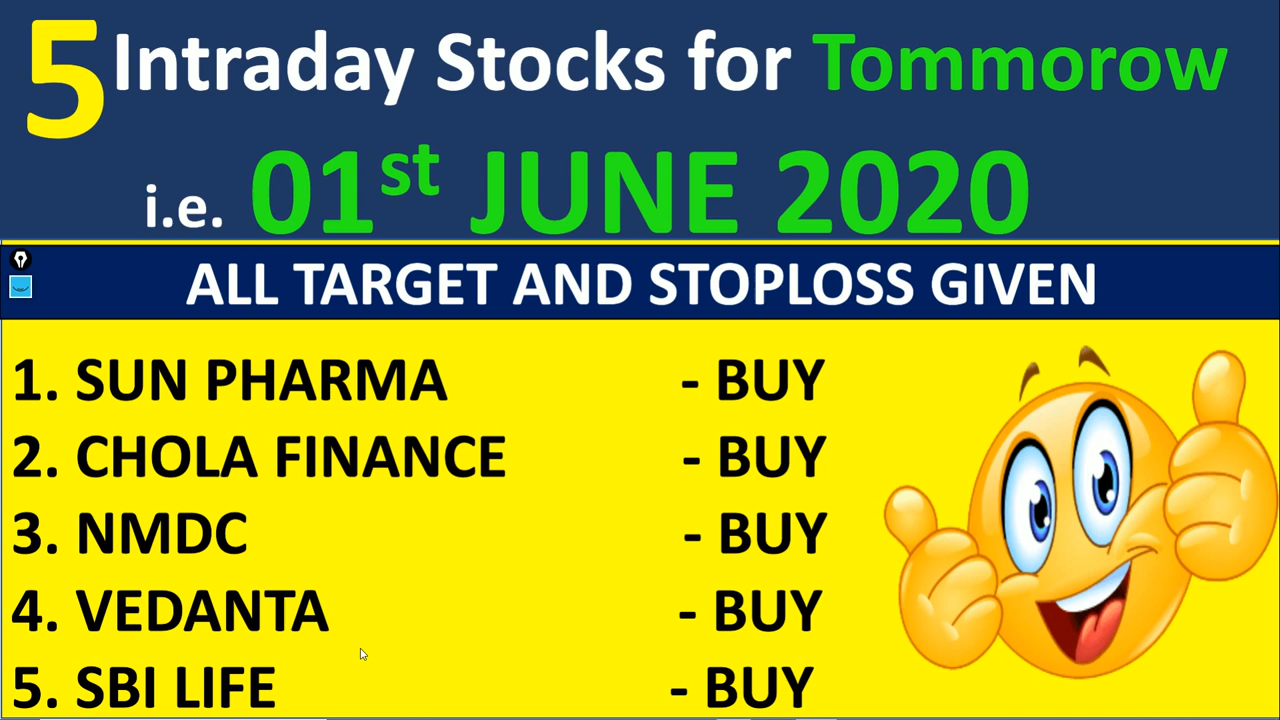 5 Intraday Stocks for Tommorow
i.e. 01st JUNE 2020
ALL TARGET AND STOPLOSS GIVEN
1. SUN PHARMA - BUY
2. CHOLA FINANCE - BUY
3. NMDC - BUY
4. VEDANTA - BUY
5. SBI LIFE - BUY